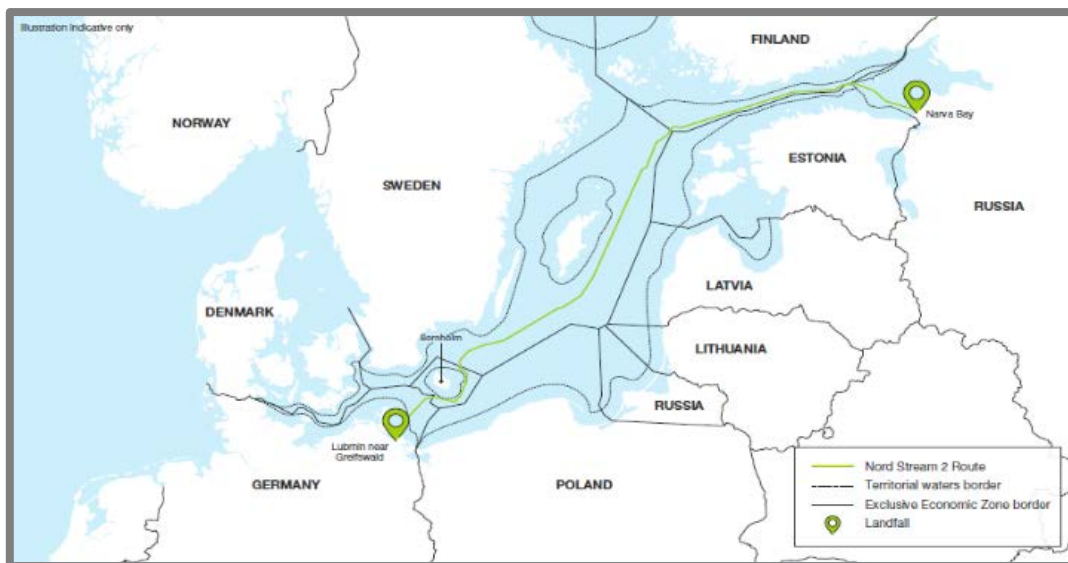 Illustration indicative only
FINLAND
NORWAY
Narva Bay
ESTONIA
SWEDEN
RUSSIA
LATVIA
DENMARK
Bornholm
LITHUANIA
RUSSIA
Lubmin near
Greifswald
GERMANY
POLAND
Nord Stream 2 Route
Territorial waters border
Exclusive Economic Zone border
Landfall